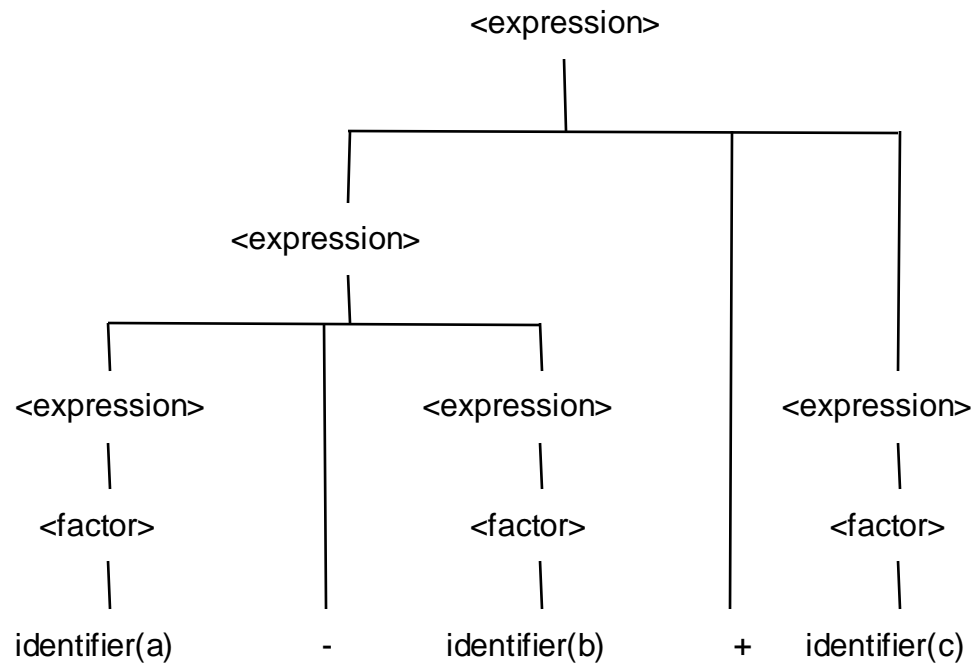 <expression>
<expression>
<expression> <expression> <expression>
<factor> <factor> <factor>
identifier(a) - identifier(b) + identifier(c)